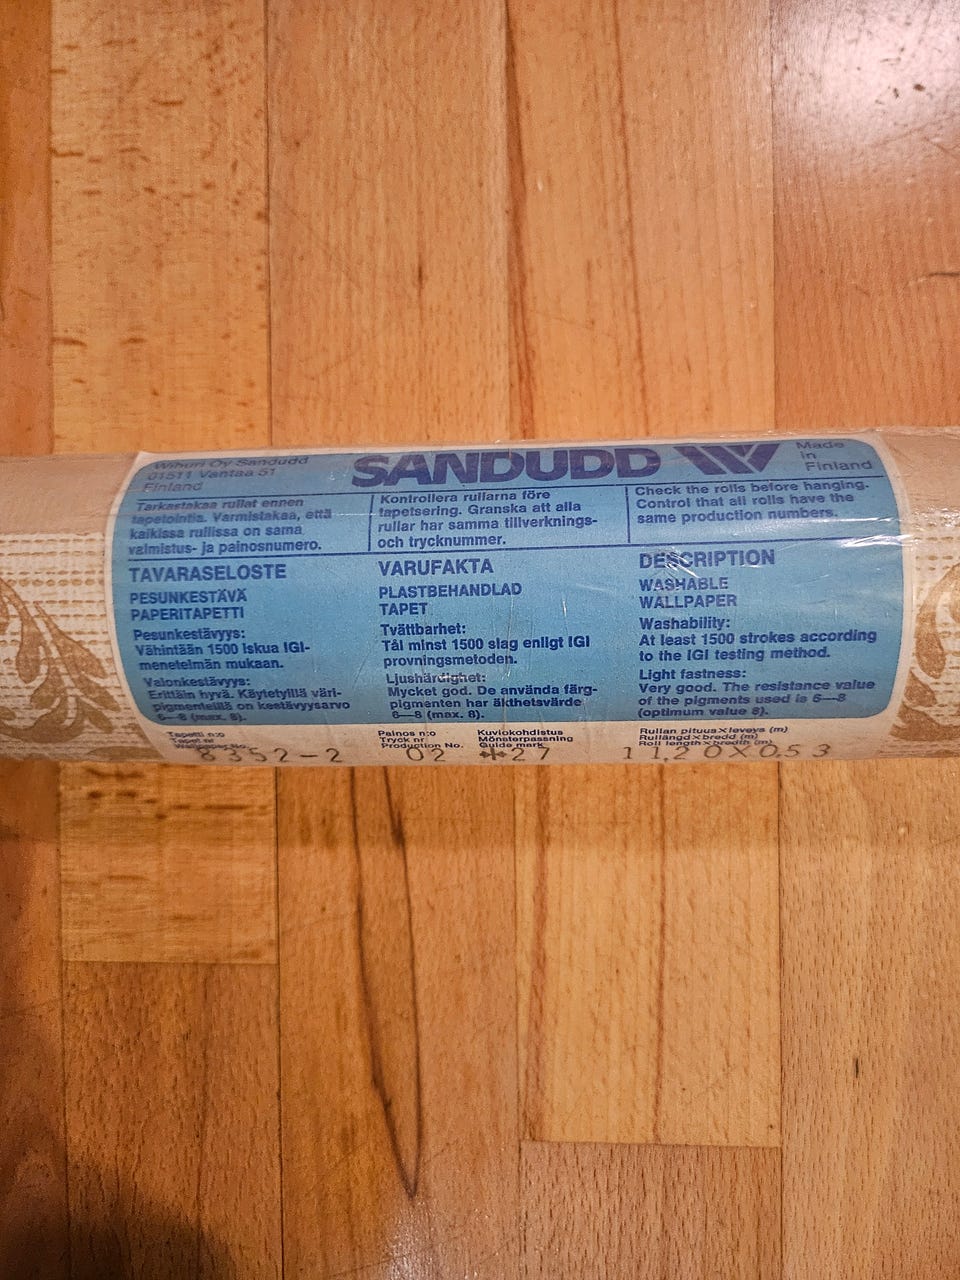 Wihuri Oy Sandudd
01511 Vantaa 51
Finland
SANDUDD
Made
in
Finland
Tarkastakaa rullat ennen
tapetointia. Varmistakaa, että
kaikissa rullissa on sama
valmistus- ja painosnumero.
Kontrollera rullarna före
tapetsering. Granska att alla
rullar har samma tillverknings-
och trycknummer.
Check the rolls before hanging.
Control that all rolls have the
same production numbers.
TAVARASELOSTE
PESUNKESTÄVÄ
PAPERITAPETTI
Pesunkestävyys:
Vähintään 1500 iskua IGI-
menetelmän mukaan.
Valonkestävyys:
Erittäin hyvä. Käytetyillä väri-
pigmenteillä on kestävyysarvo
6—8 (max. 8).
VARUFAKTA
PLASTBEHANDLAD
TAPET
Tvättbarhet:
Tål minst 1500 slag enligt IGI
provningsmetoden.
Ljushärdighet:
Mycket god. De använda färg-
pigmenten har äkthetsvärde
6—8 (max. 8).
DESCRIPTION
WASHABLE
WALLPAPER
Washability:
At least 1500 strokes according
to the IGI testing method.
Light fastness:
Very good. The resistance value
of the pigments used is 6—8
(optimum value 8).
Tapetti n:o
Tapet nr
Wallpaper No.
8352-2
Painos n:o
Tryck nr
Production No.
02
Kuviokohdistus
Mönsterpassning
Guide mark
27
Rullan pituus×leveys (m)
Rullängd×bredd (m)
Roll length×breadth (m)
11,20X0,53